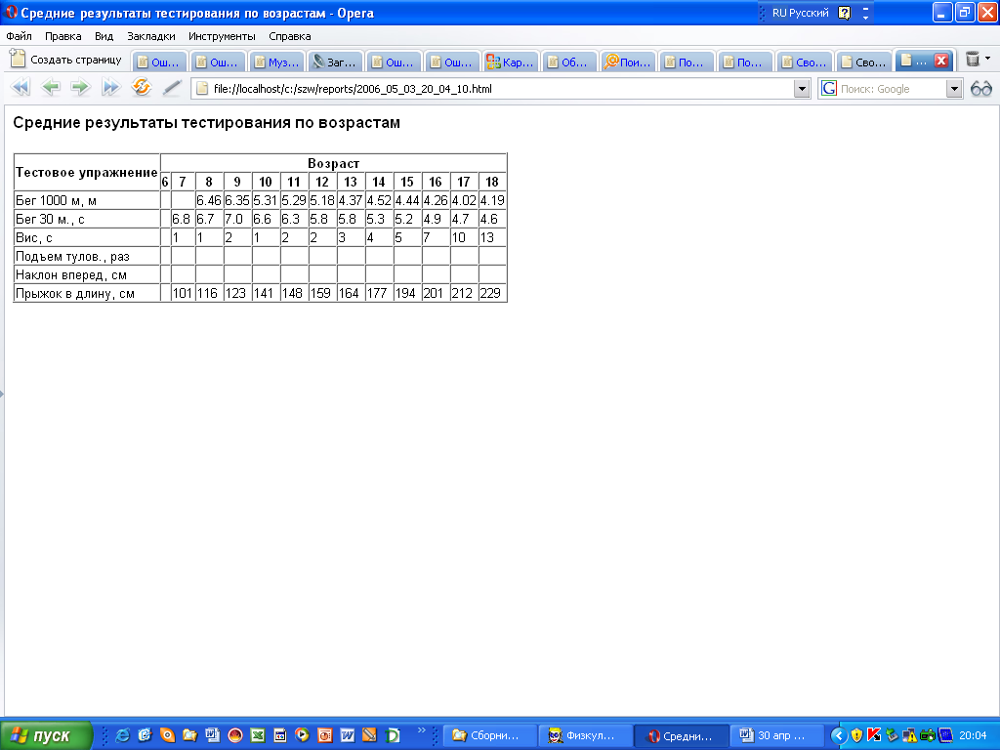 Средние результаты тестирования по возрастам - Opera
RU Русский
Файл Правка Вид Закладки Инструменты Справка
Создать страницу Ош... Ош... Муз... Заг... Ош... Ош... Кар... Об... Пои... По... По... Сво... Сво... ...
file://localhost/c:/szw/reports/2006_05_03_20_04_10.html Поиск: Google
Средние результаты тестирования по возрастам
Тестовое упражнение Возраст
6 7 8 9 10 11 12 13 14 15 16 17 18
Бег 1000 м, м 6.46 6.35 5.31 5.29 5.18 4.37 4.52 4.44 4.26 4.02 4.19
Бег 30 м., с 6.8 6.7 7.0 6.6 6.3 5.8 5.8 5.3 5.2 4.9 4.7 4.6
Вис, с 1 1 2 1 2 2 3 4 5 7 10 13
Подъем тулов., раз
Наклон вперед, см
Прыжок в длину, см 101 116 123 141 148 159 164 177 194 201 212 229
пуск Сборни... Физкул... Средни... 30 апр ... 20:04